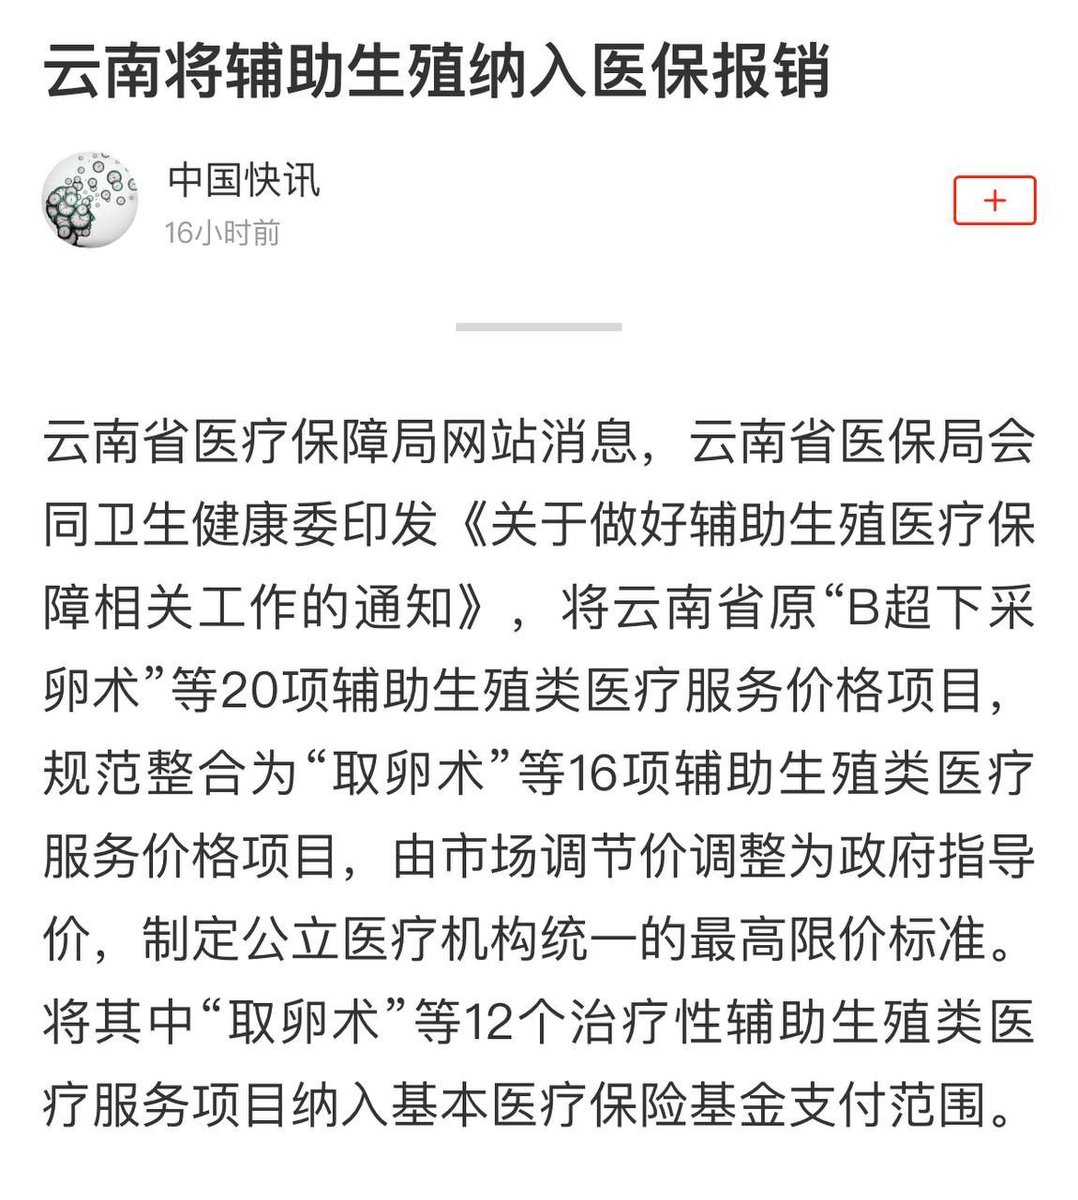 云南将辅助生殖纳入医保报销
中国快讯
16小时前
+
云南省医疗保障局网站消息，云南省医保局会
同卫生健康委印发《关于做好辅助生殖医疗保
障相关工作的通知》，将云南省原“B超下采
卵术”等20项辅助生殖类医疗服务价格项目，
规范整合为“取卵术”等16项辅助生殖类医疗
服务价格项目，由市场调节价调整为政府指导
价，制定公立医疗机构统一的最高限价标准。
将其中“取卵术”等12个治疗性辅助生殖类医
疗服务项目纳入基本医疗保险基金支付范围。